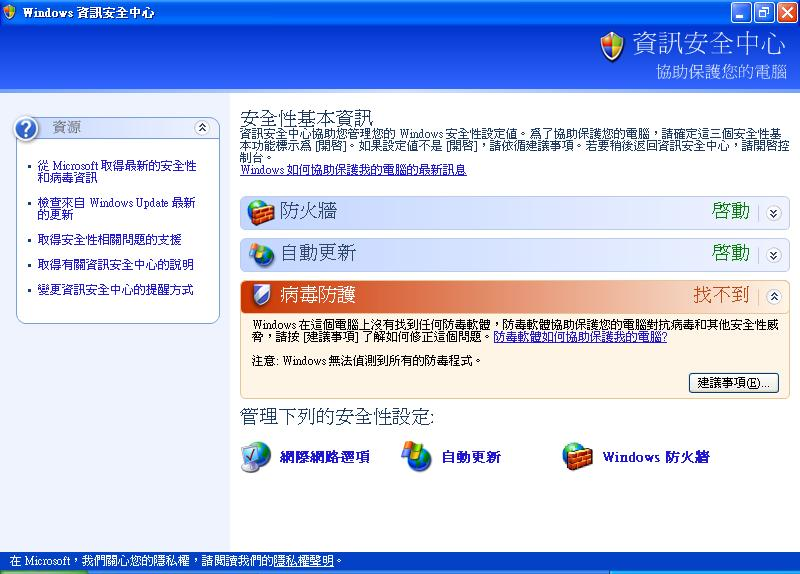 Windows 資訊安全中心
資訊安全中心
協助保護您的電腦
資源
從 Microsoft 取得最新的安全性
和病毒資訊
檢查來自 Windows Update 最新
的更新
取得安全性相關問題的支援
取得有關資訊安全中心的說明
變更資訊安全中心的提醒方式
安全性基本資訊
資訊安全中心協助您管理您的 Windows 安全性設定值。為了協助保護您的電腦，請確定這三個安全性基
本功能標示為 [開啓]。如果設定值不是 [開啓]，請依循建議事項。若要稍後返回資訊安全中心，請開啓控
制台。
Windows 如何協助保護我的電腦的最新訊息
防火牆 啓動
自動更新 啓動
病毒防護 找不到
Windows 在這個電腦上沒有找到任何防毒軟體，防毒軟體協助保護您的電腦對抗病毒和其他安全性威
脅，請按 [建議事項] 了解如何修正這個問題。防毒軟體如何協助保護我的電腦?
注意: Windows 無法偵測到所有的防毒程式。
建議事項(E)...
管理下列的安全性設定:
網際網路選項 自動更新 Windows 防火牆
在 Microsoft，我們關心您的隱私權，請閱讀我們的隱私權聲明。